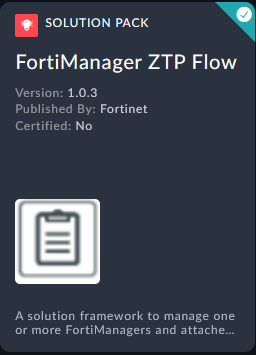 SOLUTION PACK
FortiManager ZTP Flow
Version: 1.0.3
Published By: Fortinet
Certified: No
A solution framework to manage one
or more FortiManagers and attache...